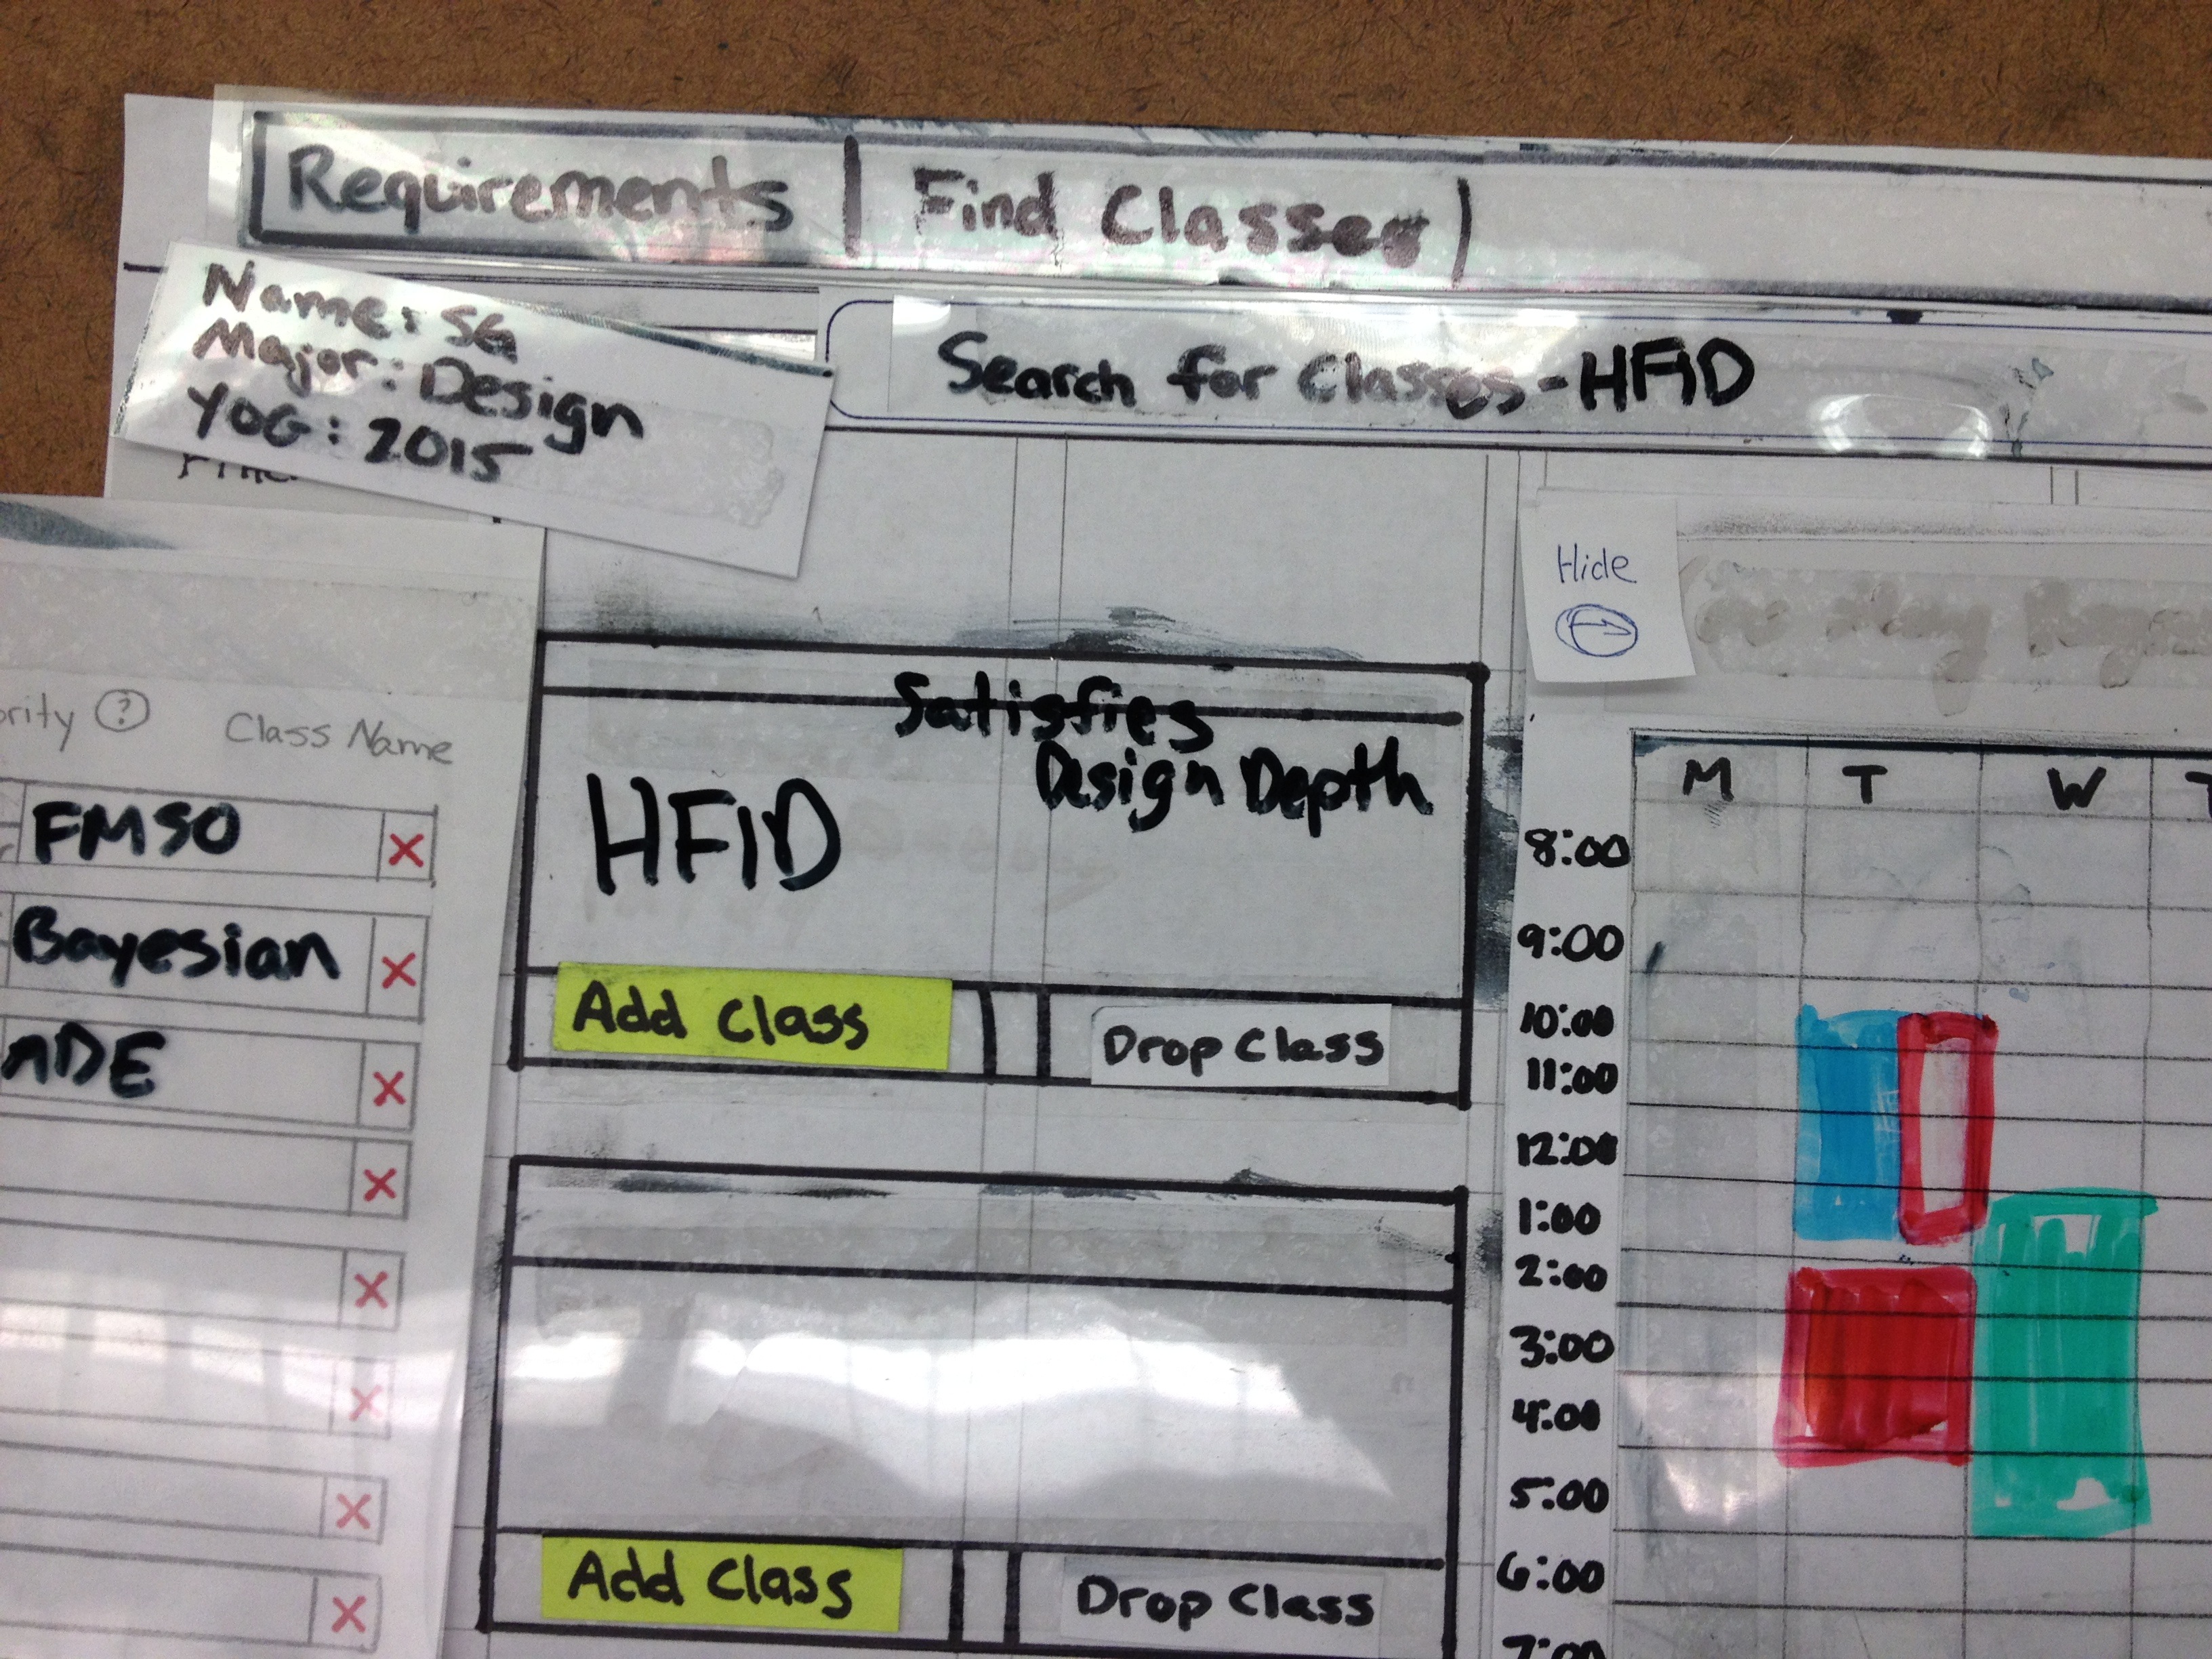 Requirements | Find Classes |
Name: SG
Major: Design
YOG: 2015
Search for Classes - HFID
Hide
Satisfies
Design Depth
HFID
Add Class
Drop Class
Class Name
FMSO
Bayesian
nDE
Add Class
Drop Class
M T W T
8:00
9:00
10:00
11:00
12:00
1:00
2:00
3:00
4:00
5:00
6:00
7:00